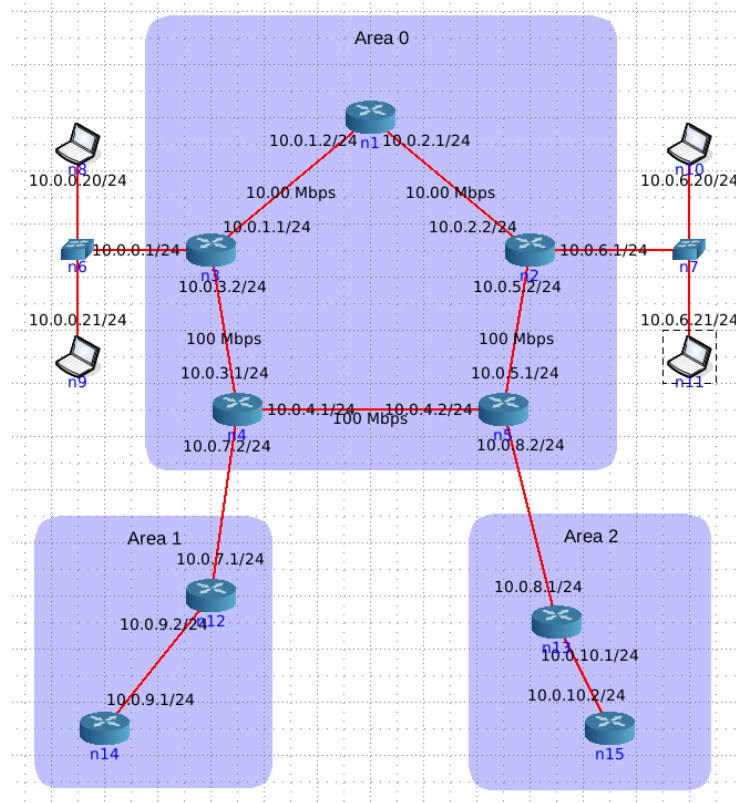 Area 0
n1
10.0.1.2/24
10.0.2.1/24
n8
n10
10.0.0.20/24
10.0.6.20/24
10.00 Mbps
10.00 Mbps
10.0.1.1/24
10.0.2.2/24
10.0.0.1/24
10.0.6.1/24
n6
n3
n2
n7
10.0.3.2/24
10.0.5.2/24
10.0.0.21/24
10.0.6.21/24
100 Mbps
100 Mbps
10.0.3.1/24
10.0.5.1/24
n9
n11
10.0.4.1/24
10.0.4.2/24
100 Mbps
n4
n5
10.0.7.2/24
10.0.8.2/24
Area 1
Area 2
10.0.7.1/24
10.0.8.1/24
10.0.9.2/24
n12
n13
10.0.10.1/24
10.0.9.1/24
10.0.10.2/24
n14
n15